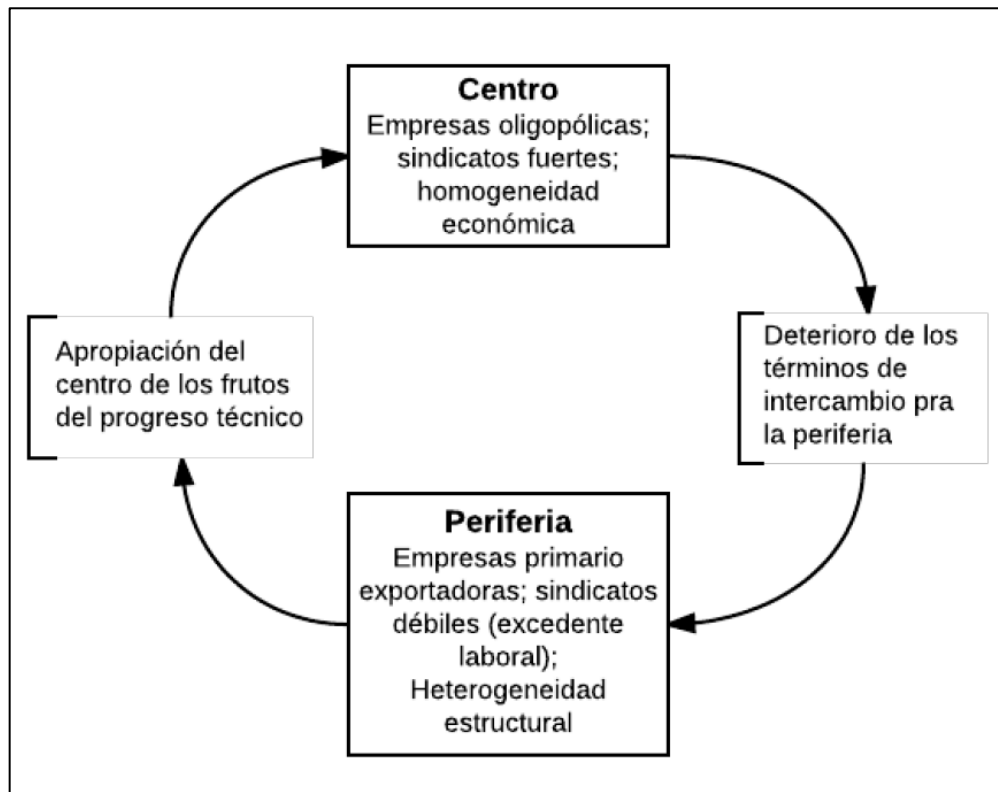 Centro
Empresas oligopólicas;
sindicatos fuertes;
homogeneidad
económica
Apropiación del
centro de los frutos
del progreso técnico
Deterioro de los
términos de
intercambio pra
la periferia
Periferia
Empresas primario
exportadoras; sindicatos
débiles (excedente
laboral);
Heterogeneidad
estructural